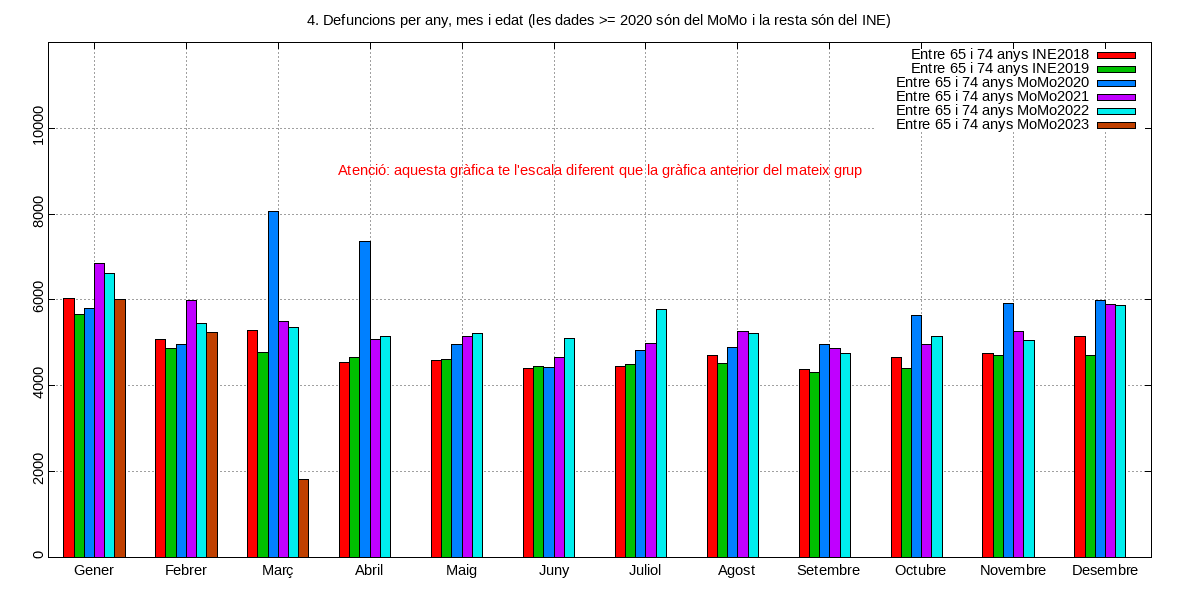 4. Defuncions per any, mes i edat (les dades >= 2020 són del MoMo i la resta són del INE)
Entre 65 i 74 anys INE2018
Entre 65 i 74 anys INE2019
Entre 65 i 74 anys MoMo2020
Entre 65 i 74 anys MoMo2021
Entre 65 i 74 anys MoMo2022
Entre 65 i 74 anys MoMo2023
Atenció: aquesta gràfica te l'escala diferent que la gràfica anterior del mateix grup
10000
8000
6000
4000
2000
0
Gener Febrer Març Abril Maig Juny Juliol Agost Setembre Octubre Novembre Desembre